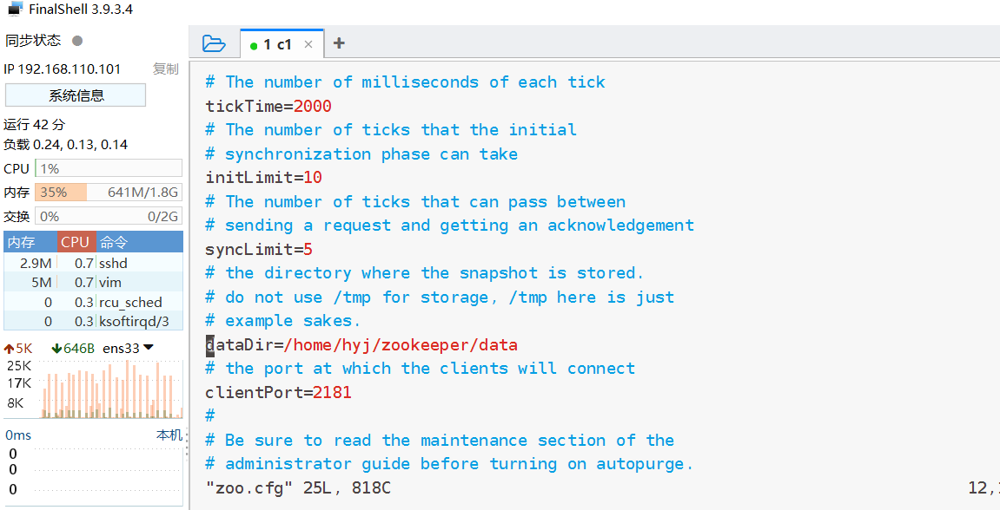 FinalShell 3.9.3.4
同步状态
IP 192.168.110.101
复制
系统信息
运行 42 分
负载 0.24, 0.13, 0.14
CPU 1%
内存 35% 641M/1.8G
交换 0% 0/2G
内存 CPU 命令
2.9M 0.7 sshd
5M 0.7 vim
0 0.3 rcu_sched
0 0.3 ksoftirqd/3
5K 646B ens33
25K
17K
8K
0ms 本机
0
0
0
1 c1 × +
# The number of milliseconds of each tick
tickTime=2000
# The number of ticks that the initial
# synchronization phase can take
initLimit=10
# The number of ticks that can pass between
# sending a request and getting an acknowledgement
syncLimit=5
# the directory where the snapshot is stored.
# do not use /tmp for storage, /tmp here is just
# example sakes.
dataDir=/home/hyj/zookeeper/data
# the port at which the clients will connect
clientPort=2181
#
# Be sure to read the maintenance section of the
# administrator guide before turning on autopurge.
"zoo.cfg" 25L, 818C 12,